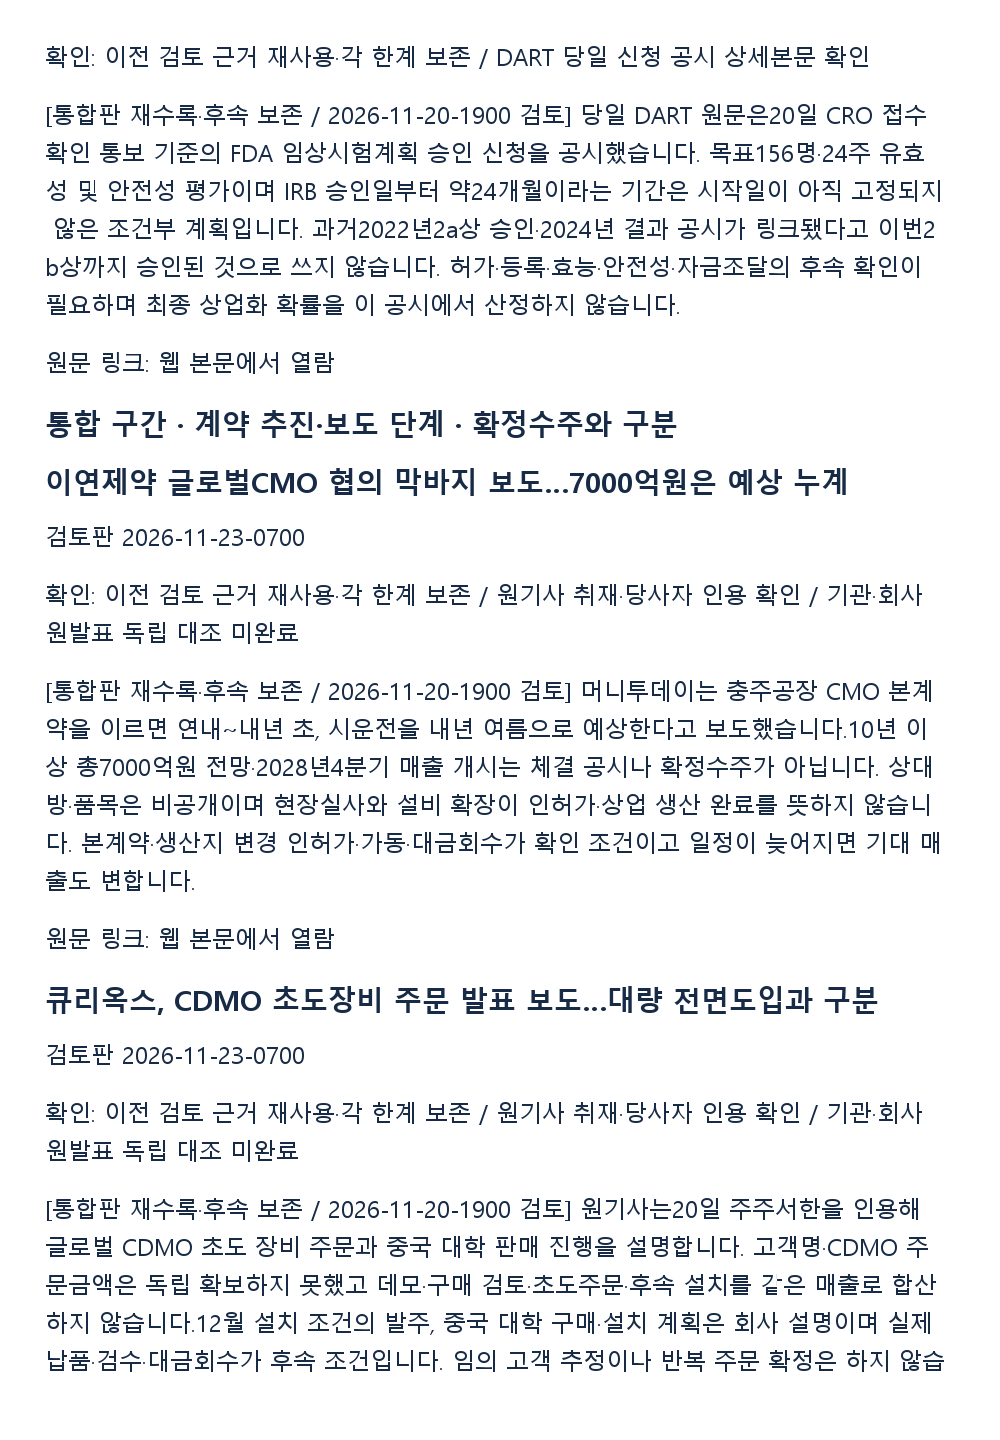 확인: 이전 검토 근거 재사용·각 한계 보존 / DART 당일 신청 공시 상세본문 확인
[통합판 재수록·후속 보존 / 2026-11-20-1900 검토] 당일 DART 원문은20일 CRO 접수
확인 통보 기준의 FDA 임상시험계획 승인 신청을 공시했습니다. 목표156명·24주 유효
성 및 안전성 평가이며 IRB 승인일부터 약24개월이라는 기간은 시작일이 아직 고정되지
않은 조건부 계획입니다. 과거2022년2a상 승인·2024년 결과 공시가 링크됐다고 이번2
b상까지 승인된 것으로 쓰지 않습니다. 허가·등록·효능·안전성·자금조달의 후속 확인이
필요하며 최종 상업화 확률을 이 공시에서 산정하지 않습니다.
원문 링크: 웹 본문에서 열람
통합 구간 · 계약 추진·보도 단계 · 확정수주와 구분
이연제약 글로벌CMO 협의 막바지 보도…7000억원은 예상 누계
검토판 2026-11-23-0700
확인: 이전 검토 근거 재사용·각 한계 보존 / 원기사 취재·당사자 인용 확인 / 기관·회사
원발표 독립 대조 미완료
[통합판 재수록·후속 보존 / 2026-11-20-1900 검토] 머니투데이는 충주공장 CMO 본계
약을 이르면 연내~내년 초, 시운전을 내년 여름으로 예상한다고 보도했습니다.10년 이
상 총7000억원 전망·2028년4분기 매출 개시는 체결 공시나 확정수주가 아닙니다. 상대
방·품목은 비공개이며 현장실사와 설비 확장이 인허가·상업 생산 완료를 뜻하지 않습니
다. 본계약·생산지 변경 인허가·가동·대금회수가 확인 조건이고 일정이 늦어지면 기대 매
출도 변합니다.
원문 링크: 웹 본문에서 열람
큐리옥스, CDMO 초도장비 주문 발표 보도…대량 전면도입과 구분
검토판 2026-11-23-0700
확인: 이전 검토 근거 재사용·각 한계 보존 / 원기사 취재·당사자 인용 확인 / 기관·회사
원발표 독립 대조 미완료
[통합판 재수록·후속 보존 / 2026-11-20-1900 검토] 원기사는20일 주주서한을 인용해
글로벌 CDMO 초도 장비 주문과 중국 대학 판매 진행을 설명합니다. 고객명·CDMO 주
문금액은 독립 확보하지 못했고 데모·구매 검토·초도주문·후속 설치를 같은 매출로 합산
하지 않습니다.12월 설치 조건의 발주, 중국 대학 구매·설치 계획은 회사 설명이며 실제
납품·검수·대금회수가 후속 조건입니다. 임의 고객 추정이나 반복 주문 확정은 하지 않습